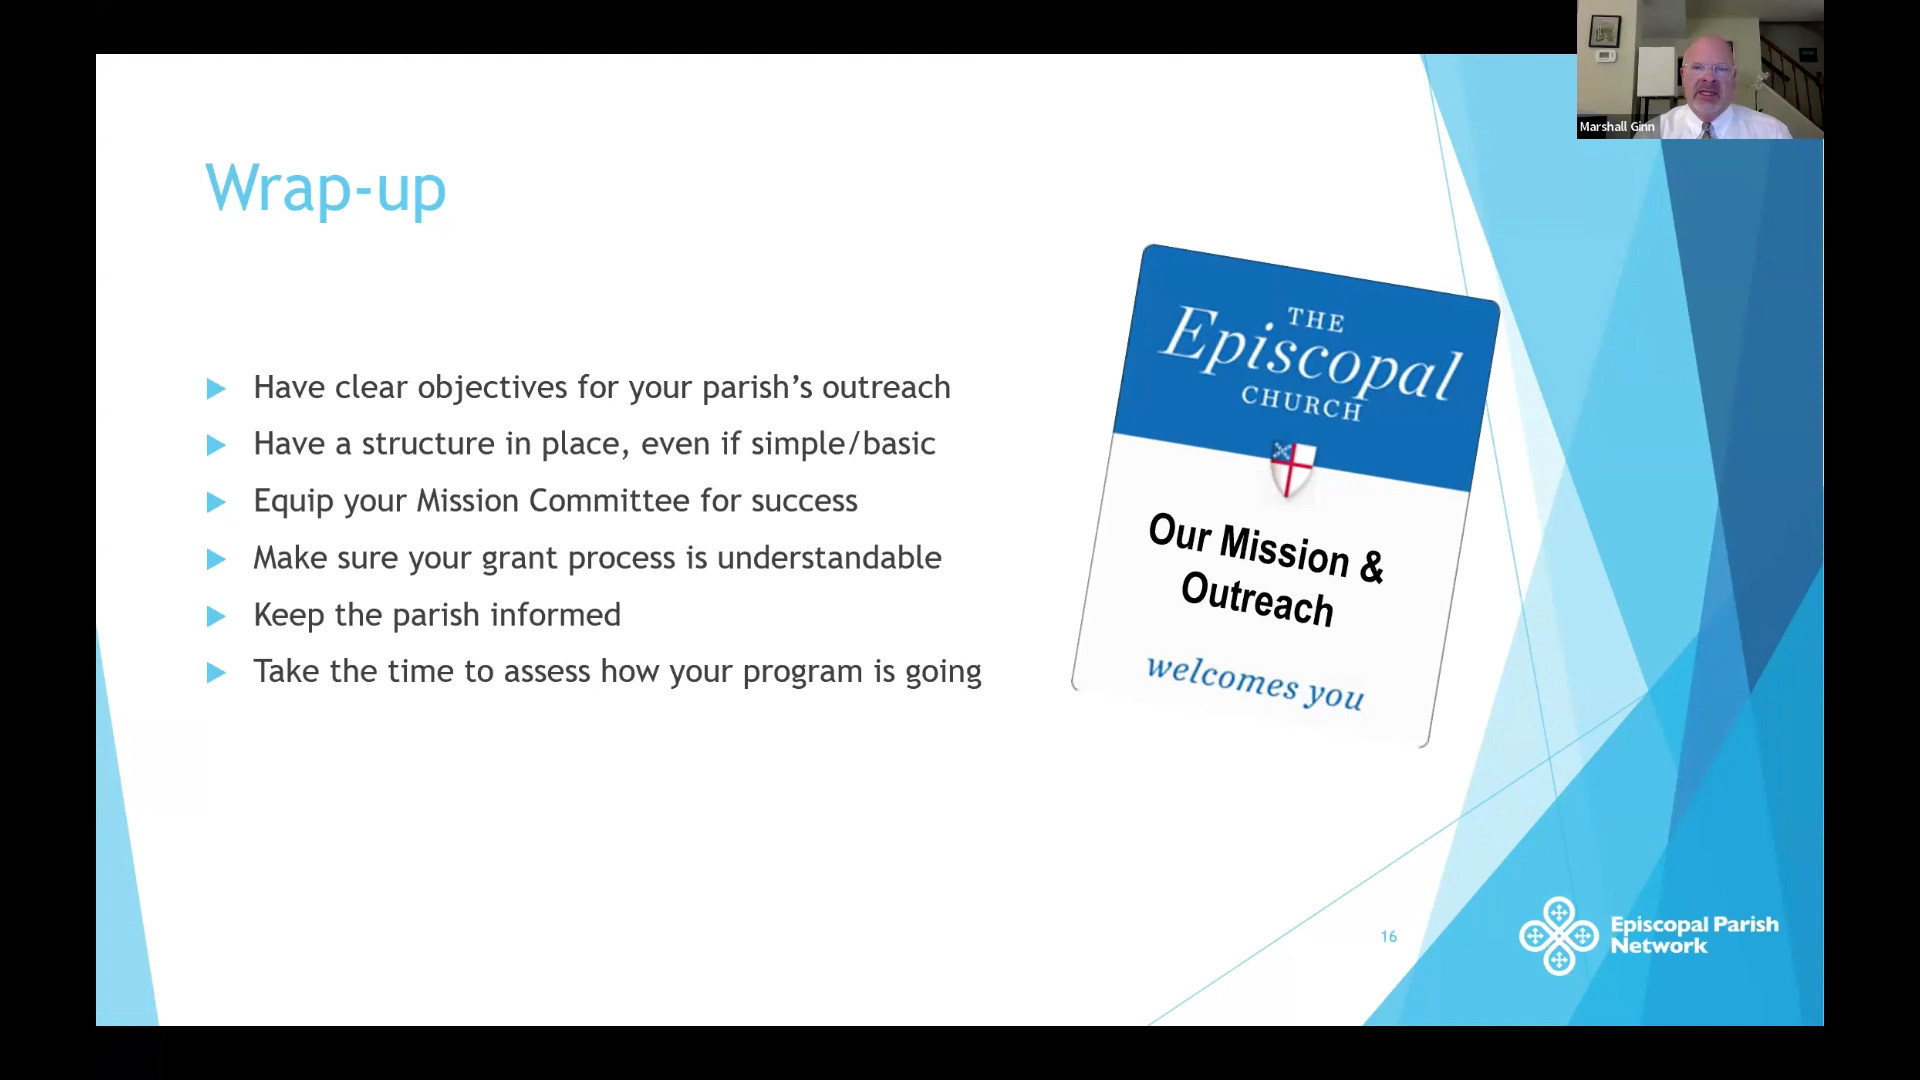 Marshall Ginn
Wrap-up
Have clear objectives for your parish’s outreach
Have a structure in place, even if simple/basic
Equip your Mission Committee for success
Make sure your grant process is understandable
Keep the parish informed
Take the time to assess how your program is going
THE
Episcopal
CHURCH
Our Mission &
Outreach
welcomes you
16
Episcopal Parish
Network